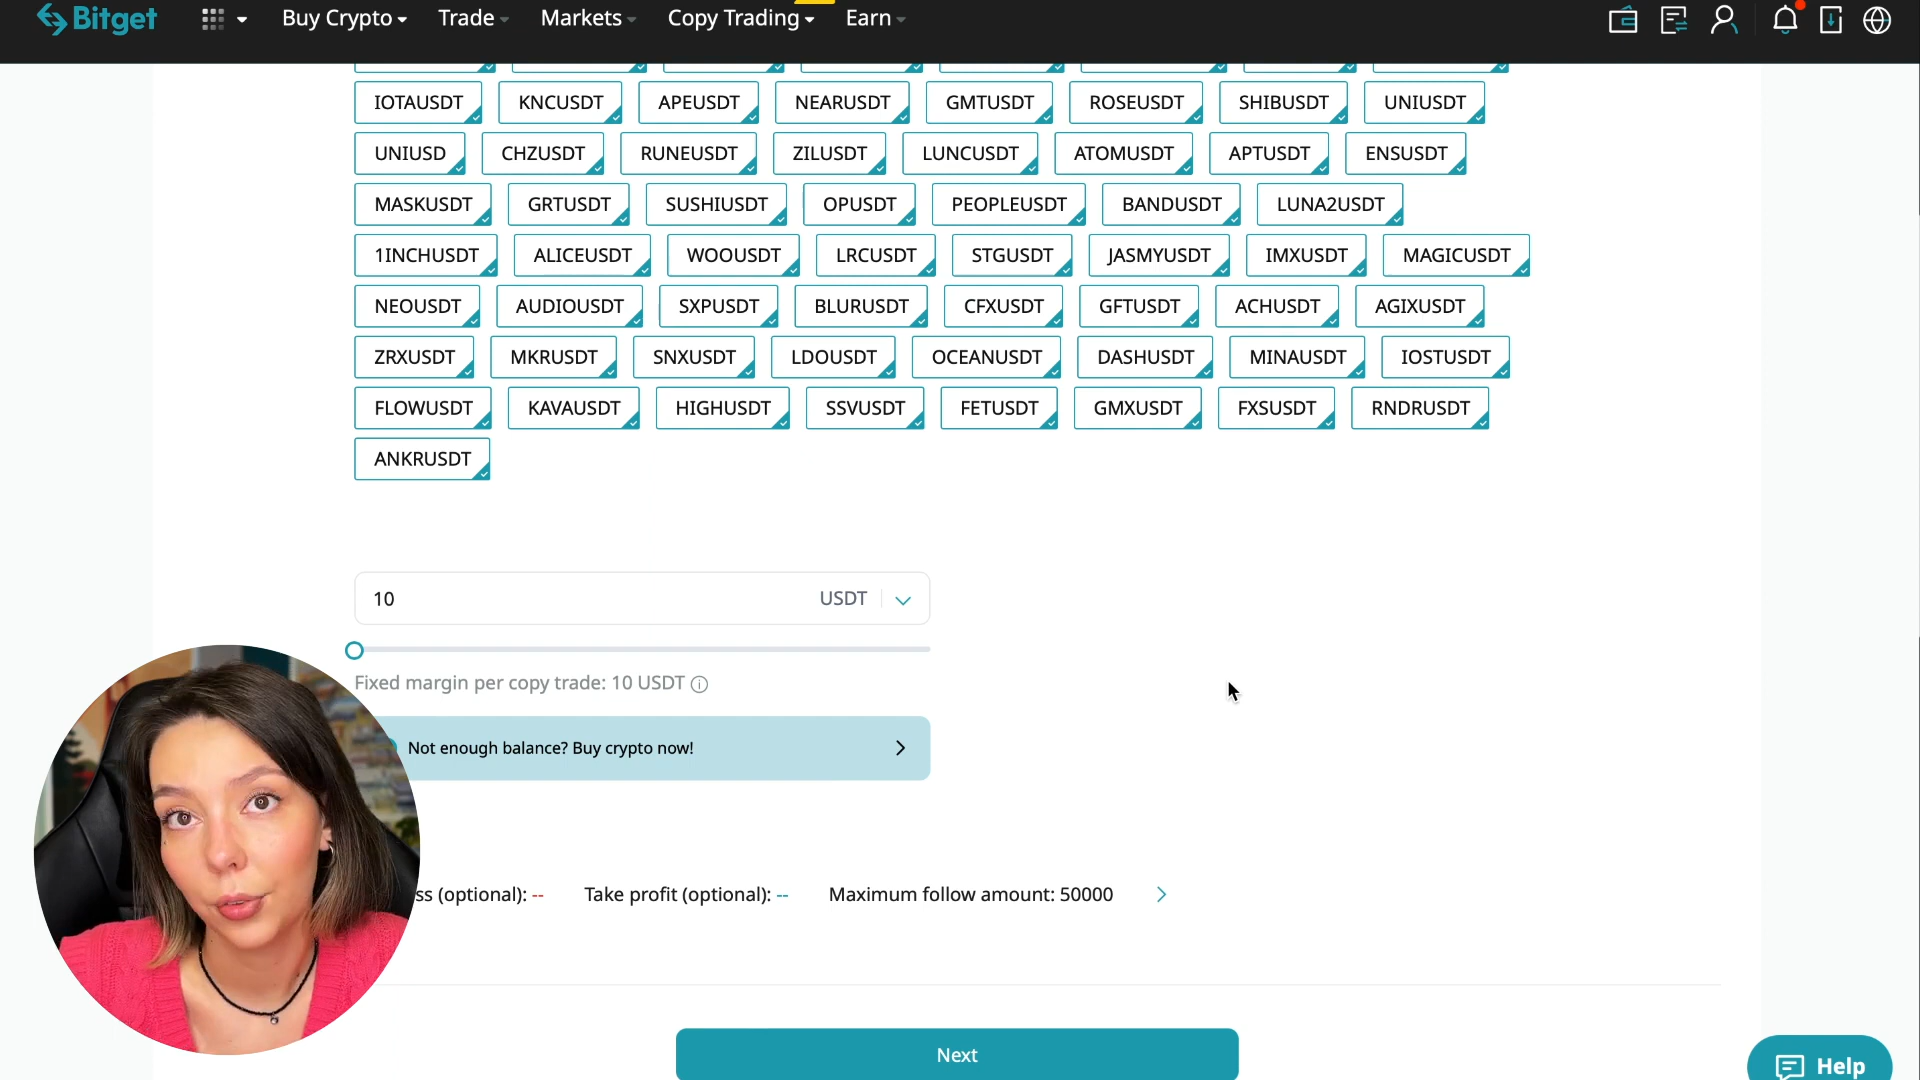 Bitget Buy Crypto Trade Markets Copy Trading Earn
IOTAUSDT KNCUSDT APEUSDT NEARUSDT GMTUSDT ROSEUSDT SHIBUSDT UNIUSDT
UNIUSD CHZUSDT RUNEUSDT ZILUSDT LUNCUSDT ATOMUSDT APTUSDT ENSUSDT
MASKUSDT GRTUSDT SUSHIUSDT OPUSDT PEOPLEUSDT BANDUSDT LUNA2USDT
1INCHUSDT ALICEUSDT WOOUSDT LRCUSDT STGUSDT JASMYUSDT IMXUSDT MAGICUSDT
NEOUSDT AUDIOUSDT SXPUSDT BLURUSDT CFXUSDT GFTUSDT ACHUSDT AGIXUSDT
ZRXUSDT MKRUSDT SNXUSDT LDOUSDT OCEANUSDT DASHUSDT MINAUSDT IOSTUSDT
FLOWUSDT KAVAUSDT HIGHUSDT SSVUSDT FETUSDT GMXUSDT FXSUSDT RNDRUSDT
ANKRUSDT
10 USDT
Fixed margin per copy trade: 10 USDT
Not enough balance? Buy crypto now!
ss (optional): -- Take profit (optional): -- Maximum follow amount: 50000
Next
Help